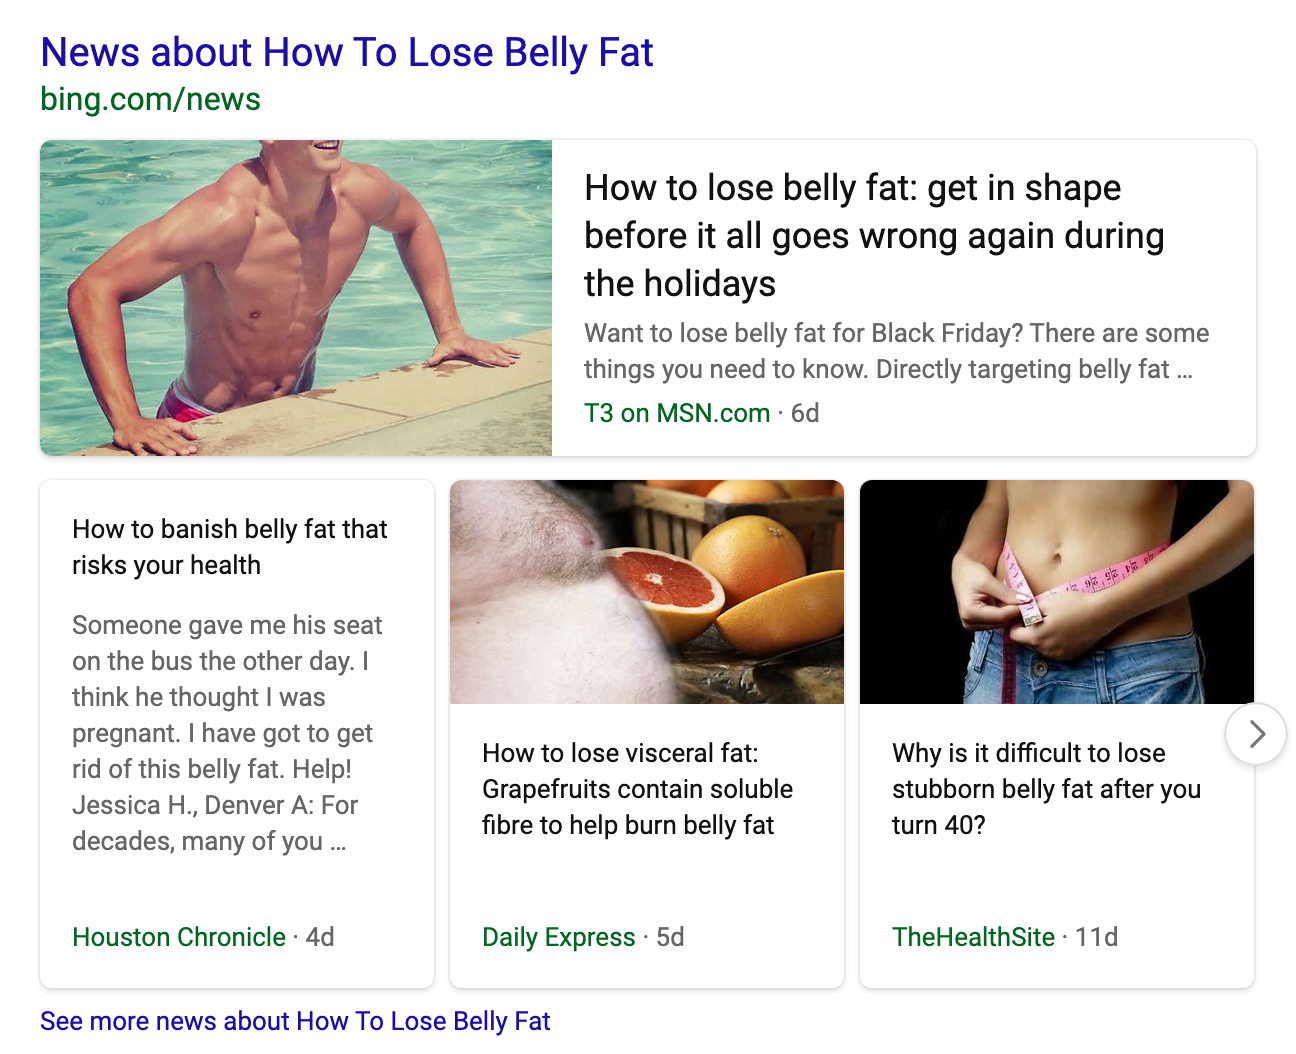 News about How To Lose Belly Fat
bing.com/news
How to lose belly fat: get in shape
before it all goes wrong again during
the holidays
Want to lose belly fat for Black Friday? There are some
things you need to know. Directly targeting belly fat ...
T3 on MSN.com · 6d
How to banish belly fat that
risks your health
Someone gave me his seat
on the bus the other day. I
think he thought I was
pregnant. I have got to get
rid of this belly fat. Help!
Jessica H., Denver A: For
decades, many of you ...
Houston Chronicle · 4d
How to lose visceral fat:
Grapefruits contain soluble
fibre to help burn belly fat
Daily Express · 5d
Why is it difficult to lose
stubborn belly fat after you
turn 40?
TheHealthSite · 11d
See more news about How To Lose Belly Fat